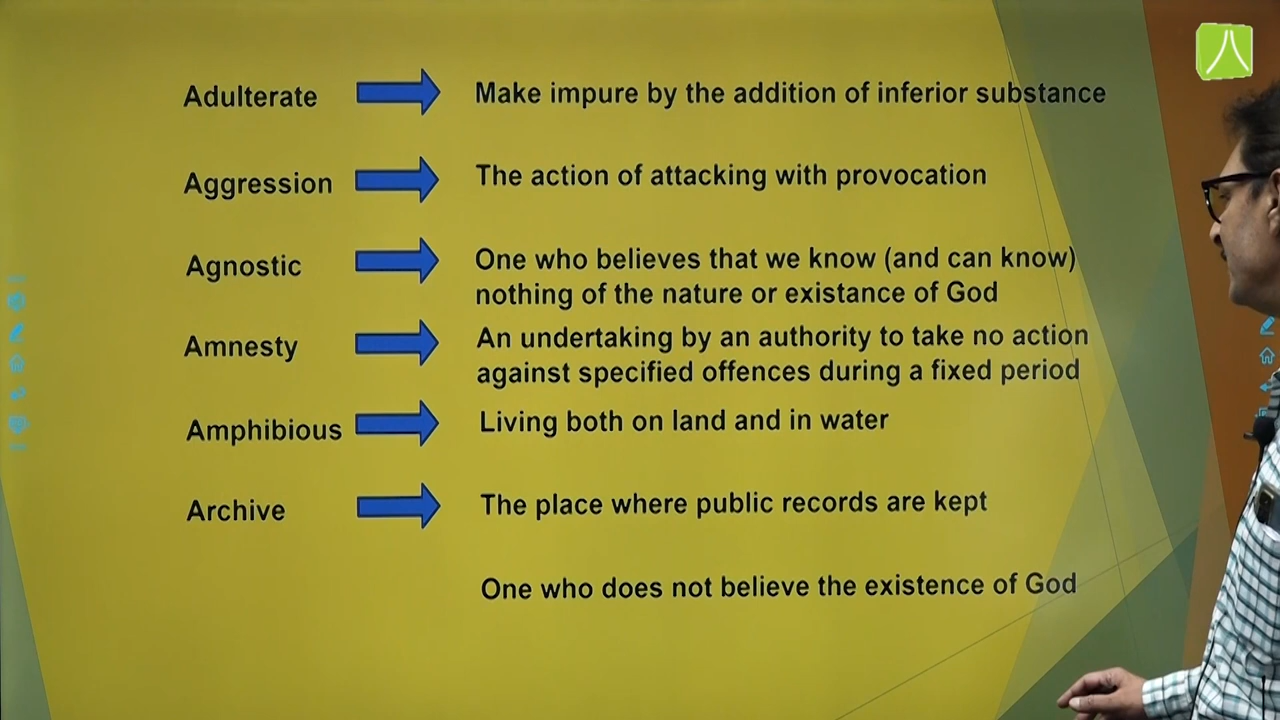 Adulterate Make impure by the addition of inferior substance
Aggression The action of attacking with provocation
Agnostic One who believes that we know (and can know)
nothing of the nature or existance of God
Amnesty An undertaking by an authority to take no action
against specified offences during a fixed period
Amphibious Living both on land and in water
Archive The place where public records are kept
One who does not believe the existence of God